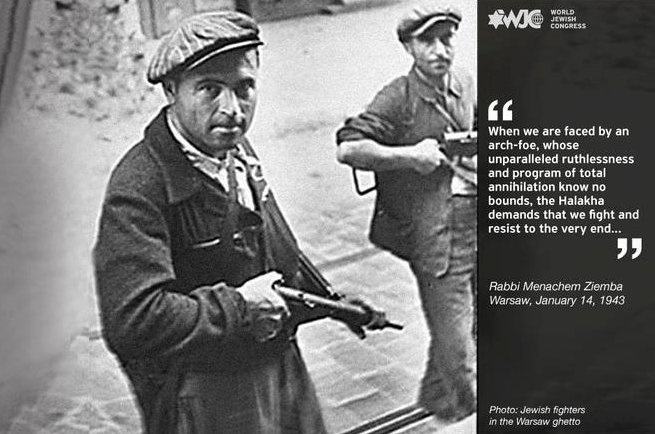 WJC
WORLD
JEWISH
CONGRESS
“
When we are faced by an
arch-foe, whose
unparalleled ruthlessness
and program of total
annihilation know no
bounds, the Halakha
demands that we fight and
resist to the very end...
”
Rabbi Menachem Ziemba
Warsaw, January 14, 1943
Photo: Jewish fighters
in the Warsaw ghetto